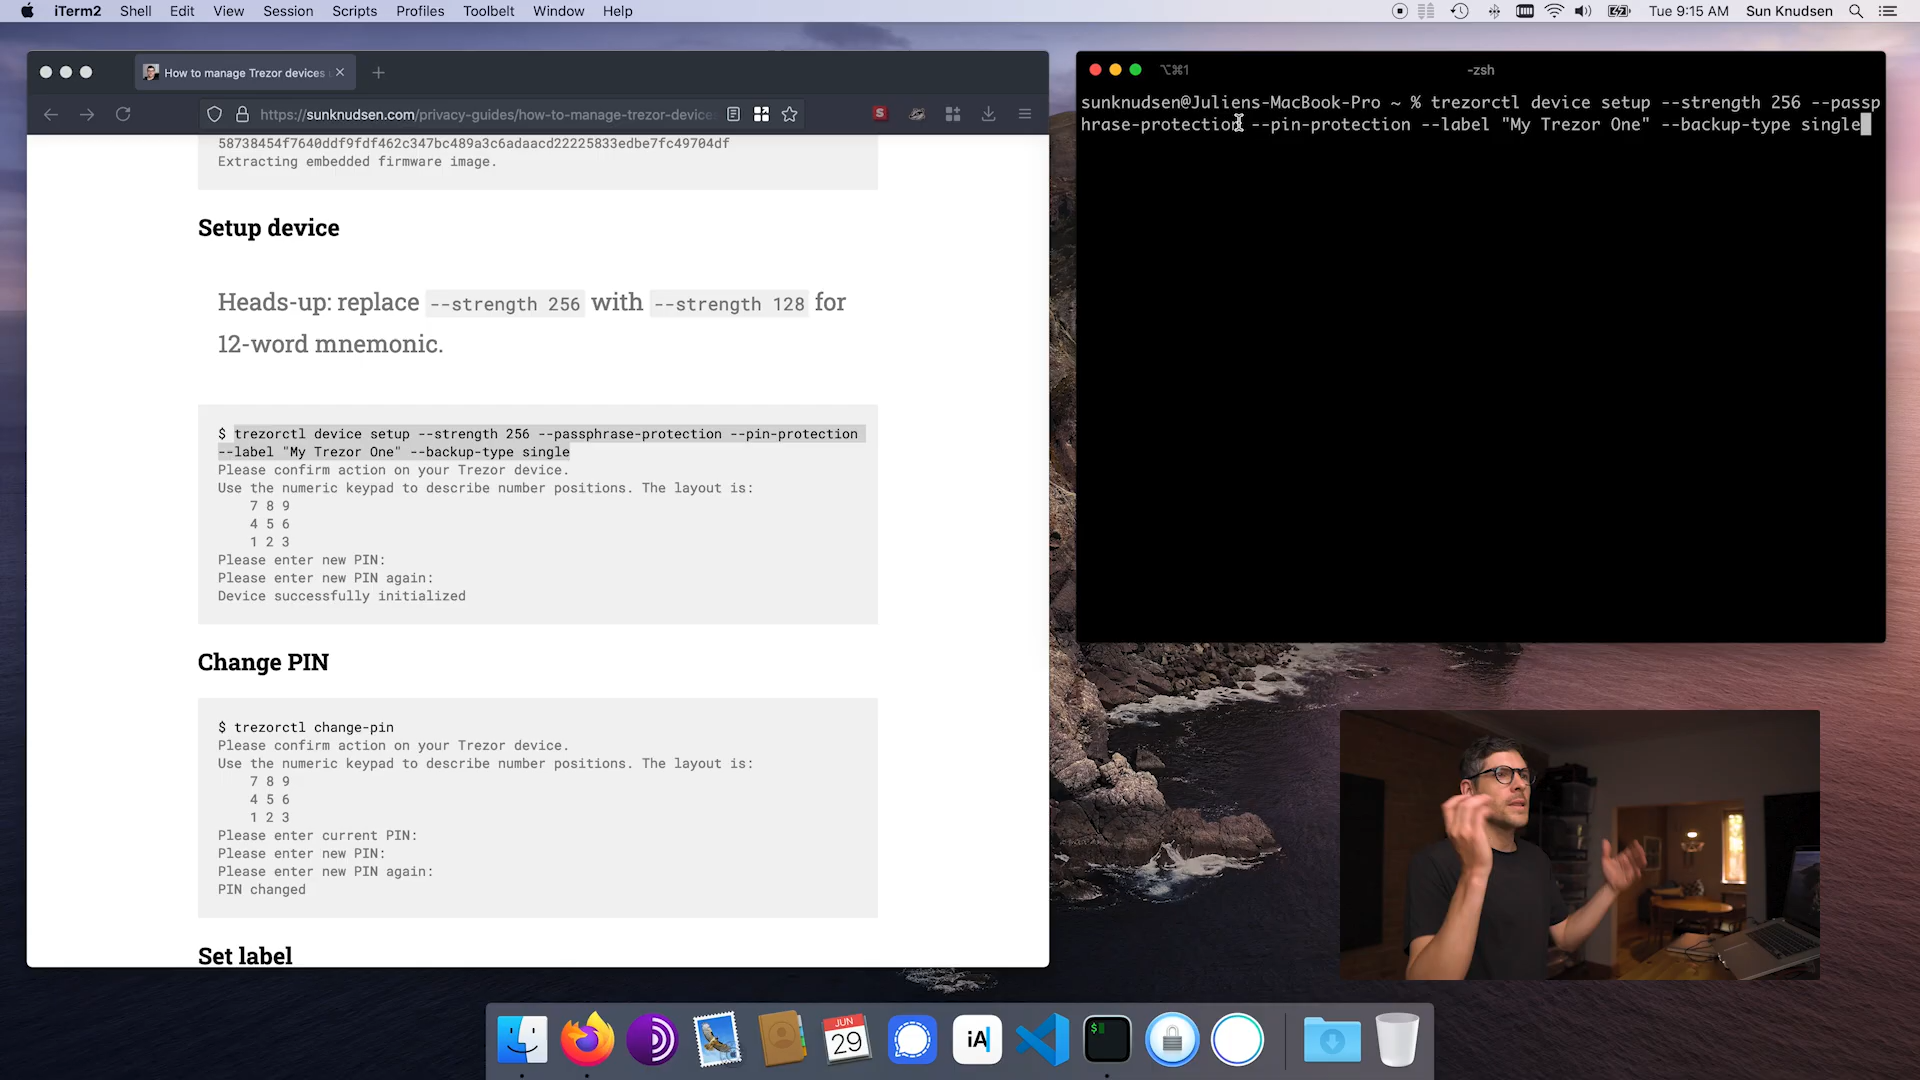 iTerm2 Shell Edit View Session Scripts Profiles Toolbelt Window Help
Tue 9:15 AM Sun Knudsen
How to manage Trezor devices
https://sunknudsen.com/privacy-guides/how-to-manage-trezor-device
58738454f7640ddf9fdf462c347bc489a3c6adaacd22225833edbe7fc49704df
Extracting embedded firmware image.
Setup device
Heads-up: replace --strength 256 with --strength 128 for
12-word mnemonic.
$ trezorctl device setup --strength 256 --passphrase-protection --pin-protection
--label "My Trezor One" --backup-type single
Please confirm action on your Trezor device.
Use the numeric keypad to describe number positions. The layout is:
7 8 9
4 5 6
1 2 3
Please enter new PIN:
Please enter new PIN again:
Device successfully initialized
Change PIN
$ trezorctl change-pin
Please confirm action on your Trezor device.
Use the numeric keypad to describe number positions. The layout is:
7 8 9
4 5 6
1 2 3
Please enter current PIN:
Please enter new PIN:
Please enter new PIN again:
PIN changed
Set label
⌥⌘1 -zsh
sunknudsen@Juliens-MacBook-Pro ~ % trezorctl device setup --strength 256 --passp
hrase-protection --pin-protection --label "My Trezor One" --backup-type single
S
JUN
29
iA
$